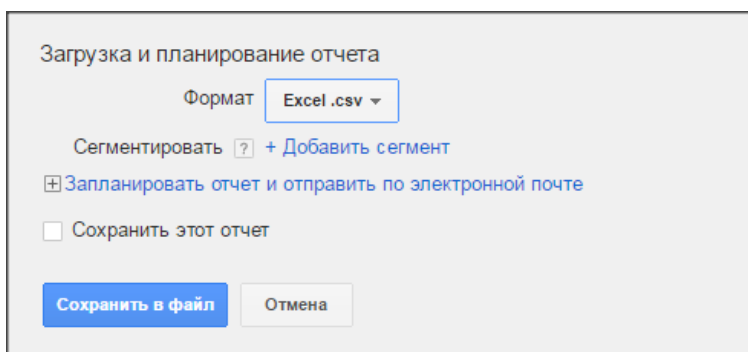 Загрузка и планирование отчета
Формат Excel .csv
Сегментировать ? + Добавить сегмент
Запланировать отчет и отправить по электронной почте
Сохранить этот отчет
Сохранить в файл Отмена